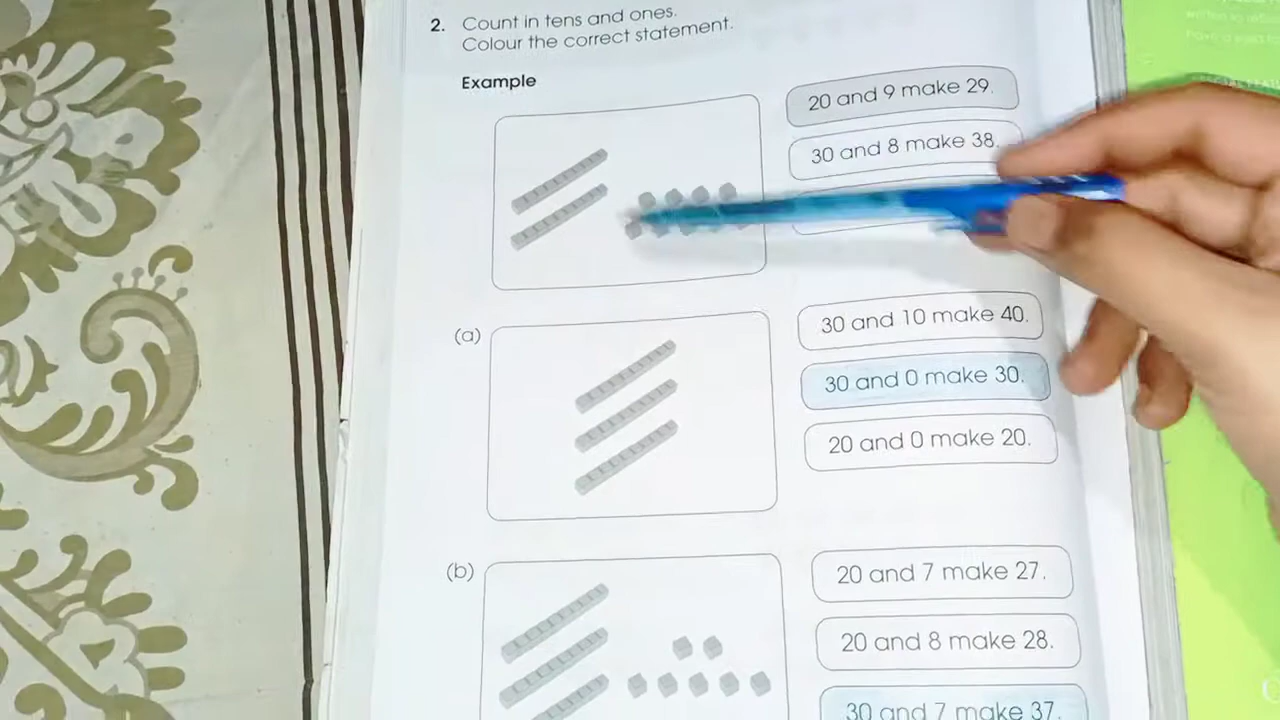 2. Count in tens and ones.
Colour the correct statement.
Example
20 and 9 make 29.
30 and 8 make 38.
(a)
30 and 10 make 40.
30 and 0 make 30.
20 and 0 make 20.
(b)
20 and 7 make 27.
20 and 8 make 28.
30 and 7 make 37.